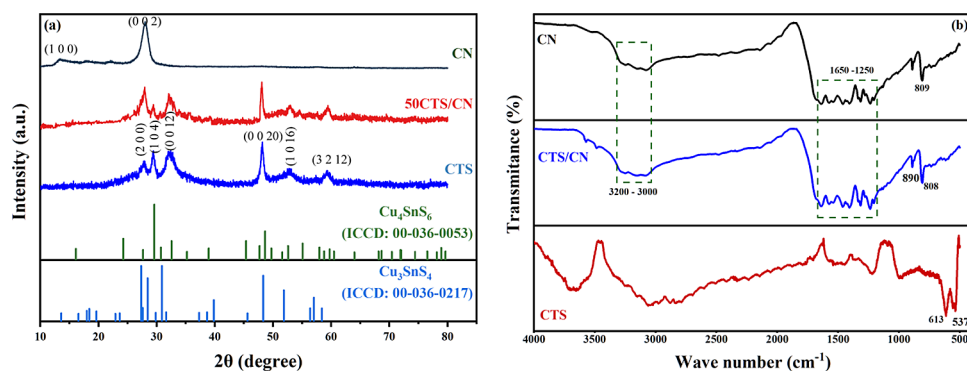 (a)
(0 0 2)
(1 0 0)
CN
50CTS/CN
(2 0 0)
(1 0 4)
(0 0 12)
(0 0 20)
(1 0 16)
(3 2 12)
CTS
Cu₄SnS₆
(ICCD: 00-036-0053)
Cu₃SnS₄
(ICCD: 00-036-0217)
10 20 30 40 50 60 70 80 90
2θ (degree)
Intensity (a.u.)
(b)
CN
1650 -1250
809
CTS/CN
3200 - 3000
890
808
CTS
613
537
4000 3500 3000 2500 2000 1500 1000 500
Wave number (cm⁻¹)
Transmitance (%)